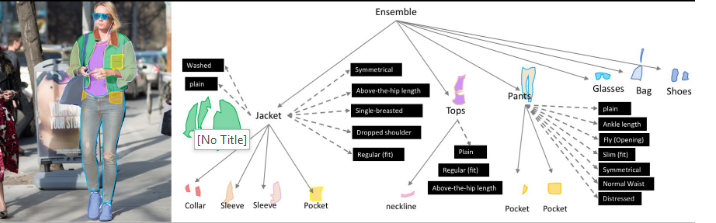 Ensemble
Washed
plain
Jacket
[No Title]
Symmetrical
Above-the-hip length
Single-breasted
Dropped shoulder
Regular (fit)
Collar
Sleeve
Sleeve
Pocket
Tops
Plain
Regular (fit)
Above-the-hip length
neckline
Pants
plain
Ankle length
Fly (Opening)
Slim (fit)
Symmetrical
Normal Waist
Distressed
Pocket
Pocket
Glasses
Bag
Shoes